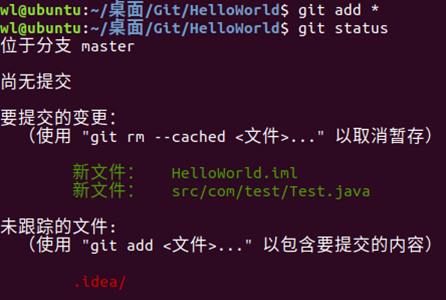 wl@ubuntu:~/桌面/Git/HelloWorld$ git add *
wl@ubuntu:~/桌面/Git/HelloWorld$ git status
位于分支 master
尚无提交
要提交的变更：
（使用 "git rm --cached <文件>..." 以取消暂存）
新文件： HelloWorld.iml
新文件： src/com/test/Test.java
未跟踪的文件:
（使用 "git add <文件>..." 以包含要提交的内容）
.idea/